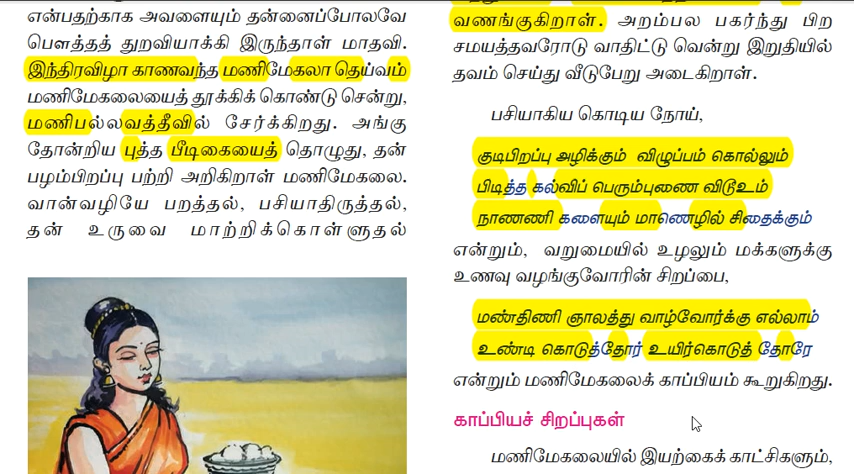 என்பதற்காக அவளையும் தன்னைப்போலவே
பௌத்தத் துறவியாக்கி இருந்தாள் மாதவி.
இந்திரவிழா காணவந்த மணிமேகலா தெய்வம்
மணிமேகலையைத் தூக்கிக் கொண்டு சென்று,
மணிபல்லவத்தீவில் சேர்க்கிறது. அங்கு
தோன்றிய புத்த பீடிகையைத் தொழுது, தன்
பழம்பிறப்பு பற்றி அறிகிறாள் மணிமேகலை.
வான்வழியே பறத்தல், பசியாதிருத்தல்,
தன் உருவை மாற்றிக்கொள்ளுதல்
வணங்குகிறாள். அறம்பல பகர்ந்து பிற
சமயத்தவரோடு வாதிட்டு வென்று இறுதியில்
தவம் செய்து வீடுபேறு அடைகிறாள்.
பசியாகிய கொடிய நோய்,
குடிபிறப்பு அழிக்கும் விழுப்பம் கொல்லும்
பிடித்த கல்விப் பெரும்புணை விடூஉம்
நாணணி களையும் மாணெழில் சிதைக்கும்
என்றும், வறுமையில் உழலும் மக்களுக்கு
உணவு வழங்குவோரின் சிறப்பை,
மண்திணி ஞாலத்து வாழ்வோர்க்கு எல்லாம்
உண்டி கொடுத்தோர் உயிர்கொடுத் தோரே
என்றும் மணிமேகலைக் காப்பியம் கூறுகிறது.
காப்பியச் சிறப்புகள்
மணிமேகலையில் இயற்கைக் காட்சிகளும்,